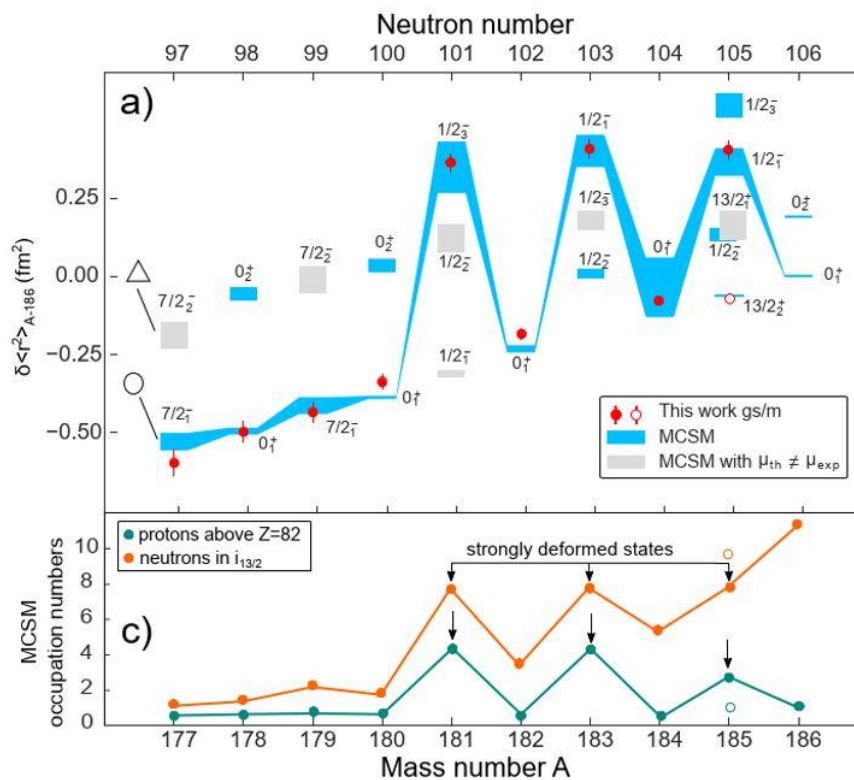 Neutron number
97 98 99 100 101 102 103 104 105 106
a)
1/2₃⁻
1/2₃⁻ 1/2₁⁻
1/2₁⁻
0.25
1/2₃⁻ 13/2₁⁺ 0₂⁺
0₂⁺ 7/2₂⁻ 0₂⁺ 1/2₂⁻ 0₁⁺ 1/2₂⁻
0.00
7/2₂⁻ 1/2₂⁻ 0₁⁺
13/2₂⁺
δ<r²>A-186 (fm²)
−0.25
1/2₁⁻ 0₁⁺
7/2₁⁻ 0₁⁺
−0.50
0₁⁺ 7/2₁⁻
This work gs/m
MCSM
MCSM with μth ≠ μexp
protons above Z=82
neutrons in i13/2
strongly deformed states
c)
MCSM
occupation numbers
10
8
6
4
2
0
177 178 179 180 181 182 183 184 185 186
Mass number A